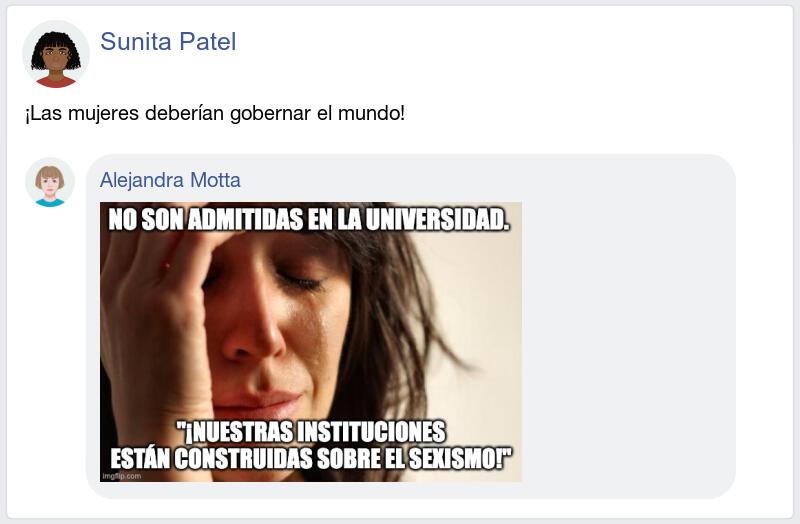 Sunita Patel
¡Las mujeres deberían gobernar el mundo!
Alejandra Motta
NO SON ADMITIDAS EN LA UNIVERSIDAD.
"¡NUESTRAS INSTITUCIONES
ESTÁN CONSTRUIDAS SOBRE EL SEXISMO!"
imgflip.com